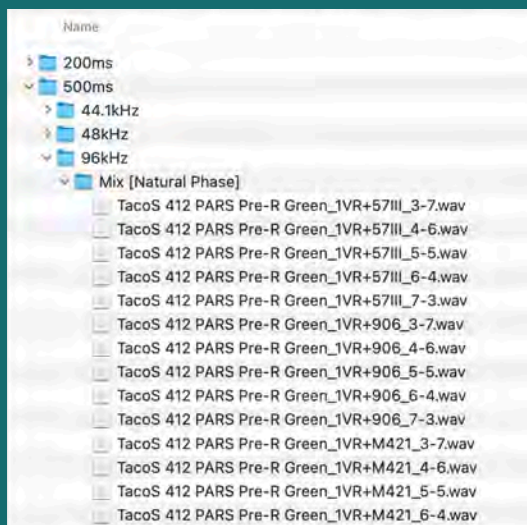 Name
200ms
500ms
44.1kHz
48kHz
96kHz
Mix [Natural Phase]
TacoS 412 PARS Pre-R Green_1VR+57III_3-7.wav
TacoS 412 PARS Pre-R Green_1VR+57III_4-6.wav
TacoS 412 PARS Pre-R Green_1VR+57III_5-5.wav
TacoS 412 PARS Pre-R Green_1VR+57III_6-4.wav
TacoS 412 PARS Pre-R Green_1VR+57III_7-3.wav
TacoS 412 PARS Pre-R Green_1VR+906_3-7.wav
TacoS 412 PARS Pre-R Green_1VR+906_4-6.wav
TacoS 412 PARS Pre-R Green_1VR+906_5-5.wav
TacoS 412 PARS Pre-R Green_1VR+906_6-4.wav
TacoS 412 PARS Pre-R Green_1VR+906_7-3.wav
TacoS 412 PARS Pre-R Green_1VR+M421_3-7.wav
TacoS 412 PARS Pre-R Green_1VR+M421_4-6.wav
TacoS 412 PARS Pre-R Green_1VR+M421_5-5.wav
TacoS 412 PARS Pre-R Green_1VR+M421_6-4.wav